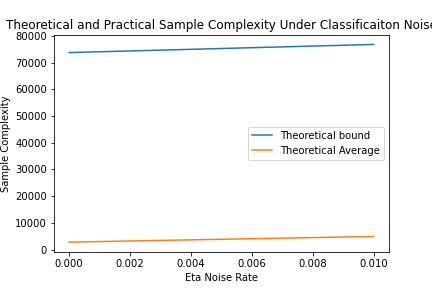 Theoretical and Practical Sample Complexity Under Classificaiton Noise
80000
70000
60000
50000
40000
30000
20000
10000
0
Sample Complexity
Theoretical bound
Theoretical Average
0.000 0.002 0.004 0.006 0.008 0.010
Eta Noise Rate